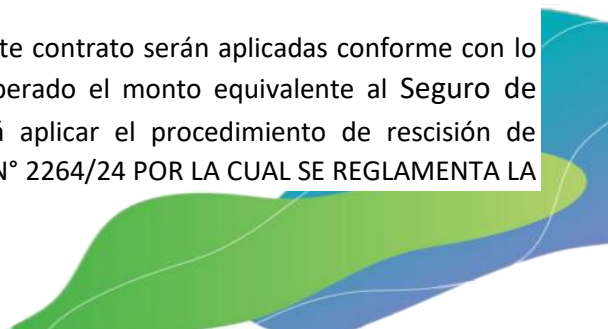 te contrato serán aplicadas conforme con lo
perado el monto equivalente al Seguro de
aplicar el procedimiento de rescisión de
N° 2264/24 POR LA CUAL SE REGLAMENTA LA